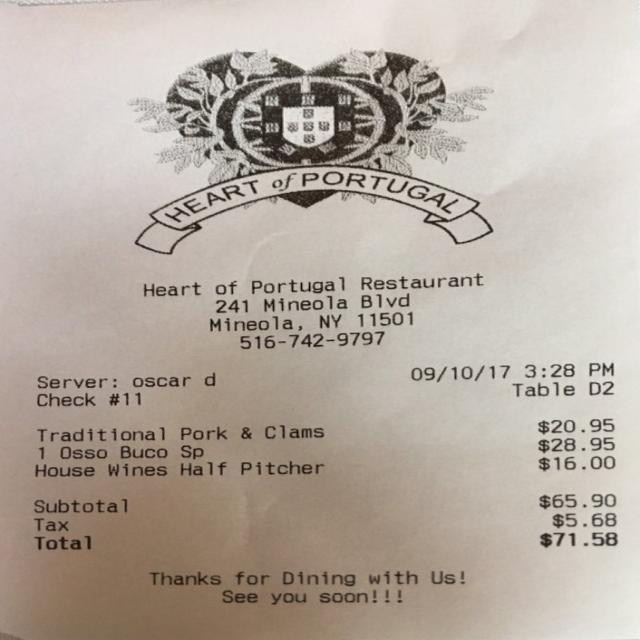 HEART of PORTUGAL
Heart of Portugal Restaurant
241 Mineola Blvd
Mineola, NY 11501
516-742-9797
Server: oscar d 09/10/17 3:28 PM
Check #11 Table D2
Traditional Pork & Clams $20.95
1 Osso Buco Sp $28.95
House Wines Half Pitcher $16.00
Subtotal $65.90
Tax $5.68
Total $71.58
Thanks for Dining with Us!
See you soon!!!